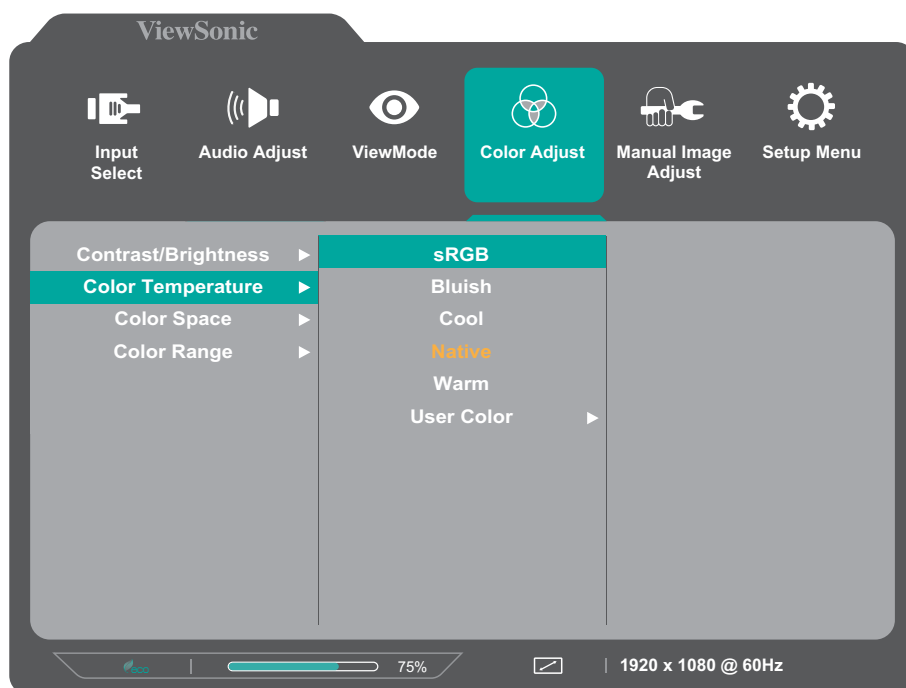 ViewSonic
Input
Select
Audio Adjust
ViewMode
Color Adjust
Manual Image
Adjust
Setup Menu
Contrast/Brightness
Color Temperature
Color Space
Color Range
sRGB
Bluish
Cool
Native
Warm
User Color
eco
75%
1920 x 1080 @ 60Hz